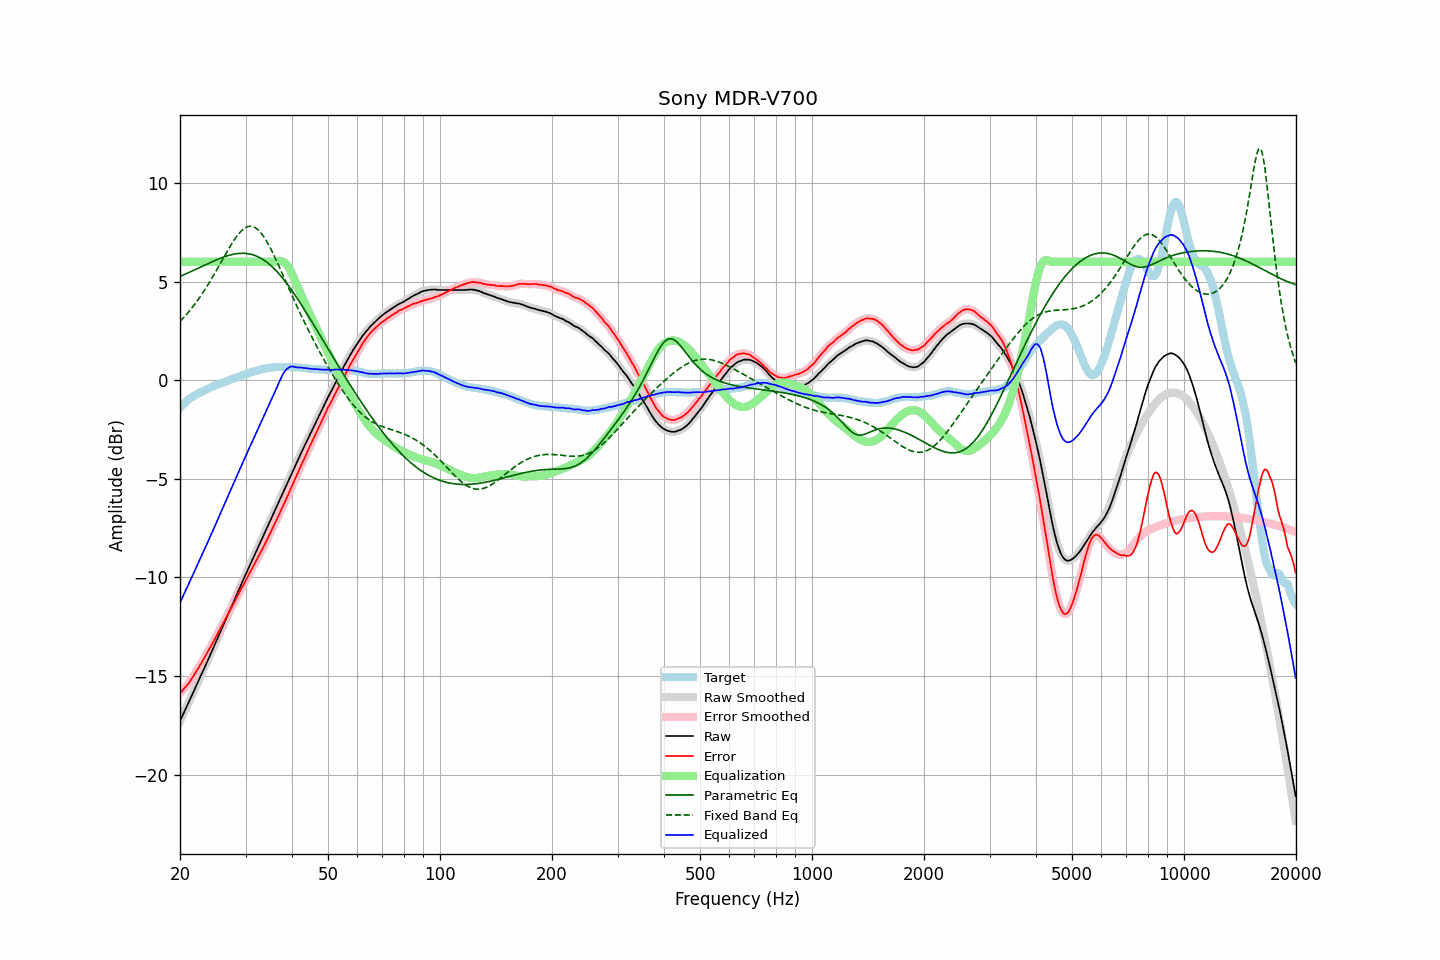 Sony MDR-V700
Amplitude (dBr)
10
5
0
−5
−10
−15
−20
Target
Raw Smoothed
Error Smoothed
Raw
Error
Equalization
Parametric Eq
Fixed Band Eq
Equalized
20 50 100 200 500 1000 2000 5000 10000 20000
Frequency (Hz)